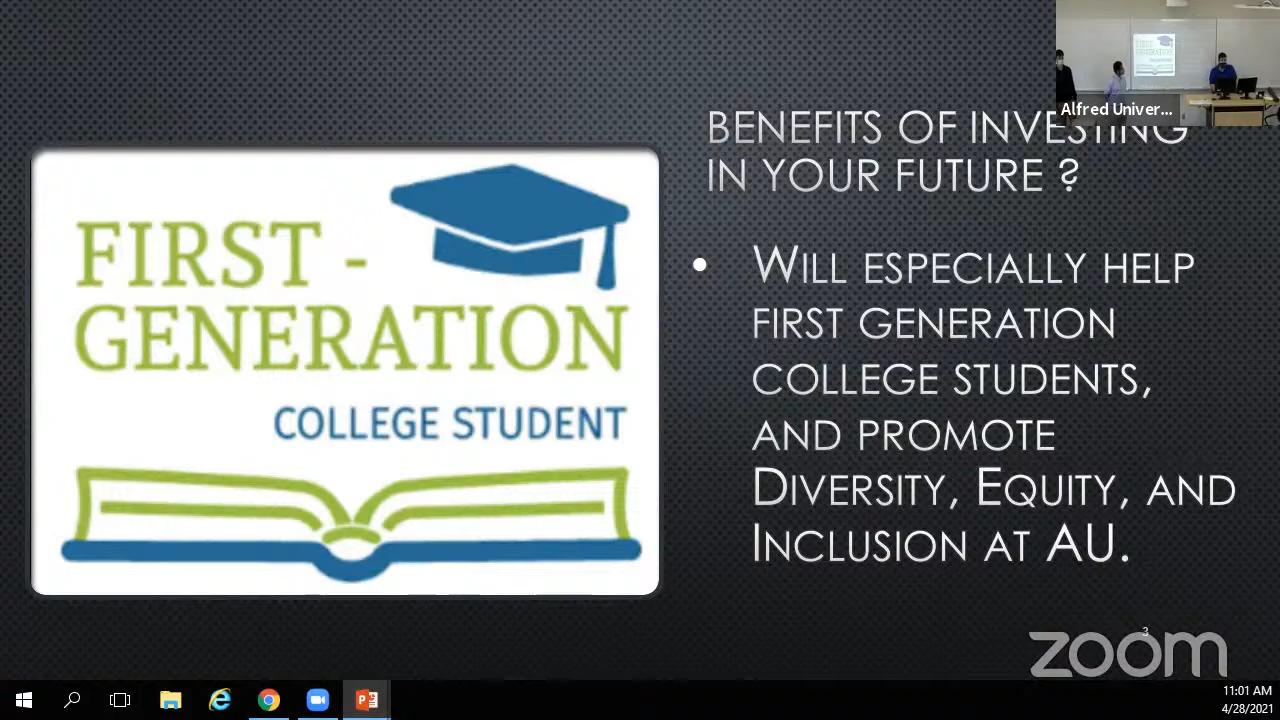 Alfred Univer...
BENEFITS OF INVESTING
IN YOUR FUTURE ?
FIRST -
GENERATION
COLLEGE STUDENT
• WILL ESPECIALLY HELP
FIRST GENERATION
COLLEGE STUDENTS,
AND PROMOTE
DIVERSITY, EQUITY, AND
INCLUSION AT AU.
3
zoom
11:01 AM
4/28/2021